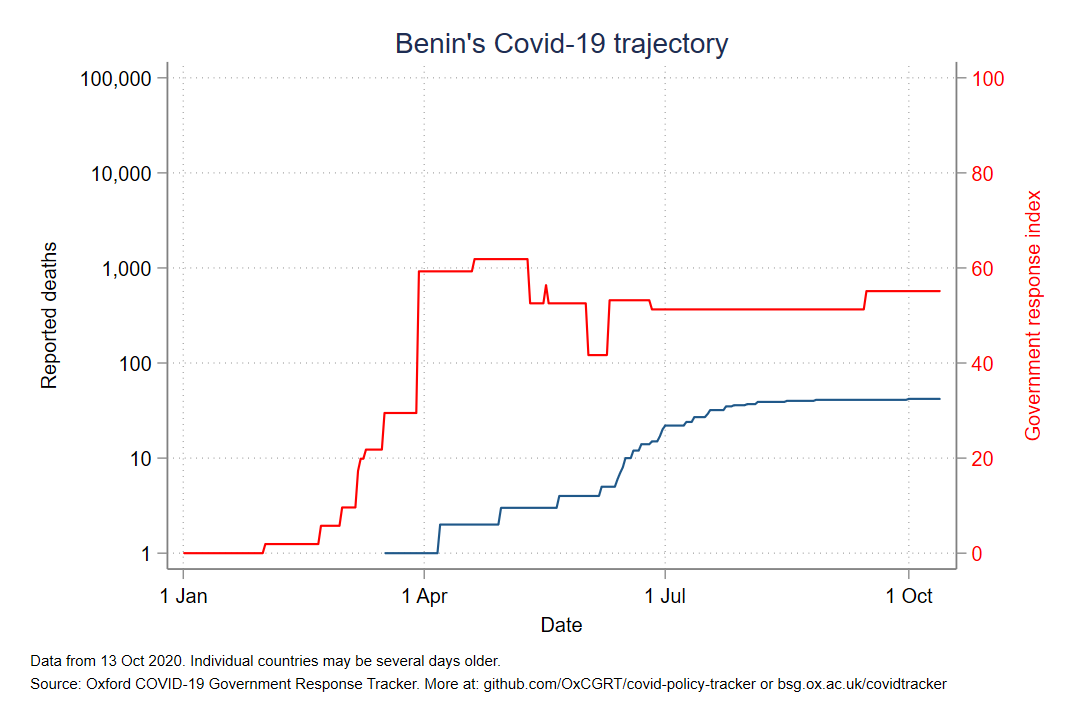 Benin's Covid-19 trajectory
100,000
10,000
1,000
100
10
1
Reported deaths
100
80
60
40
20
0
Government response index
1 Jan
1 Apr
1 Jul
1 Oct
Date
Data from 13 Oct 2020. Individual countries may be several days older.
Source: Oxford COVID-19 Government Response Tracker. More at: github.com/OxCGRT/covid-policy-tracker or bsg.ox.ac.uk/covidtracker